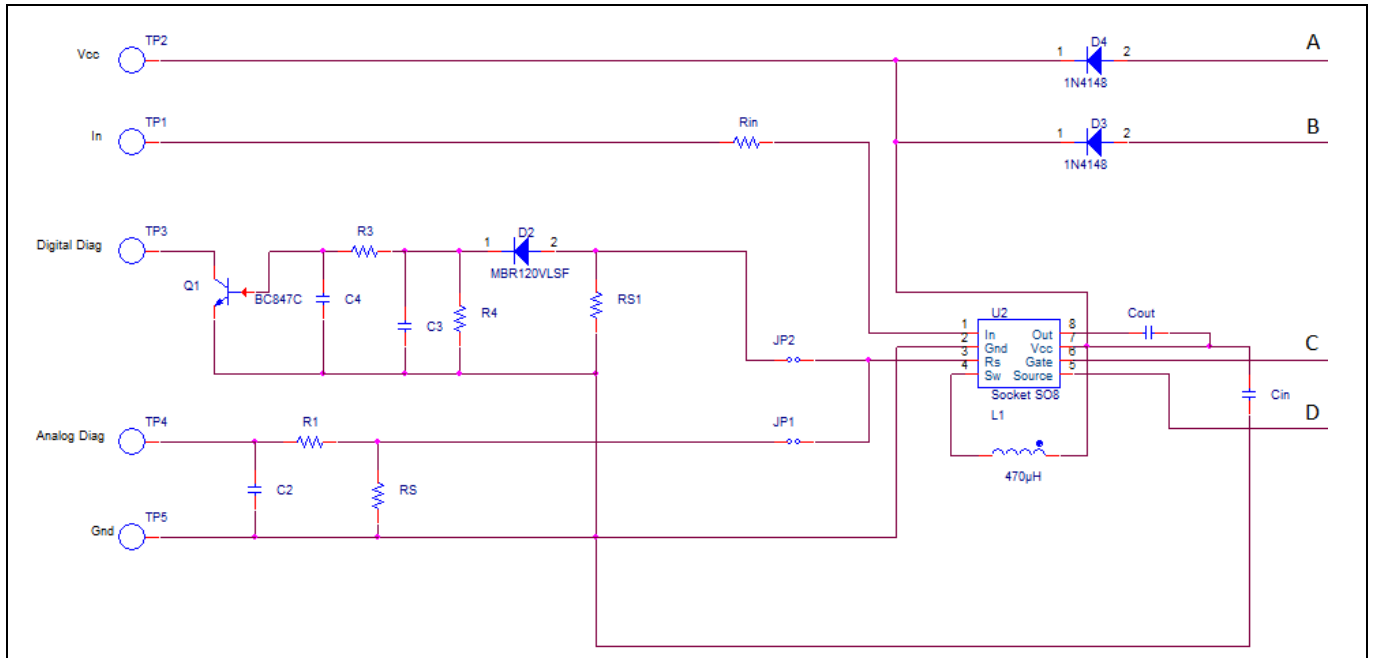 TP2
Vcc
D4
1 2
A
1N4148
TP1
In
Rin
D3
1 2
B
1N4148
TP3
Digital Diag
R3
D2
1 2
MBR120VLSF
Q1
BC847C
C4
C3
R4
RS1
JP2
U2
1 In Out 8
2 Gnd Vcc 7
3 Rs Gate 6
4 Sw Source 5
Socket SO8
Cout
C
Cin
D
L1
470µH
TP4
Analog Diag
R1
JP1
C2
RS
TP5
Gnd